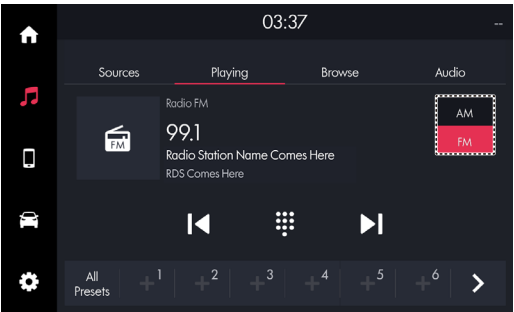 03:37
--
Sources
Playing
Browse
Audio
Radio FM
99.1
Radio Station Name Comes Here
RDS Comes Here
FM
AM
FM
All
Presets
+1
+2
+3
+4
+5
+6